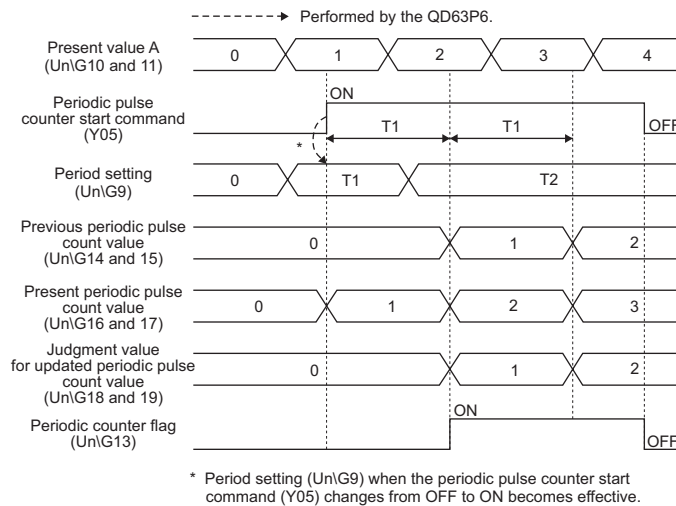 Performed by the QD63P6.
Present value A
(Un\G10 and 11)
0 1 2 3 4
Periodic pulse
counter start command
(Y05)
ON
T1 T1
OFF
*
Period setting
(Un\G9)
0 T1 T2
Previous periodic pulse
count value
(Un\G14 and 15)
0 1 2
Present periodic pulse
count value
(Un\G16 and 17)
0 1 2 3
Judgment value
for updated periodic pulse
count value
(Un\G18 and 19)
0 1 2
Periodic counter flag
(Un\G13)
ON
OFF
* Period setting (Un\G9) when the periodic pulse counter start
command (Y05) changes from OFF to ON becomes effective.